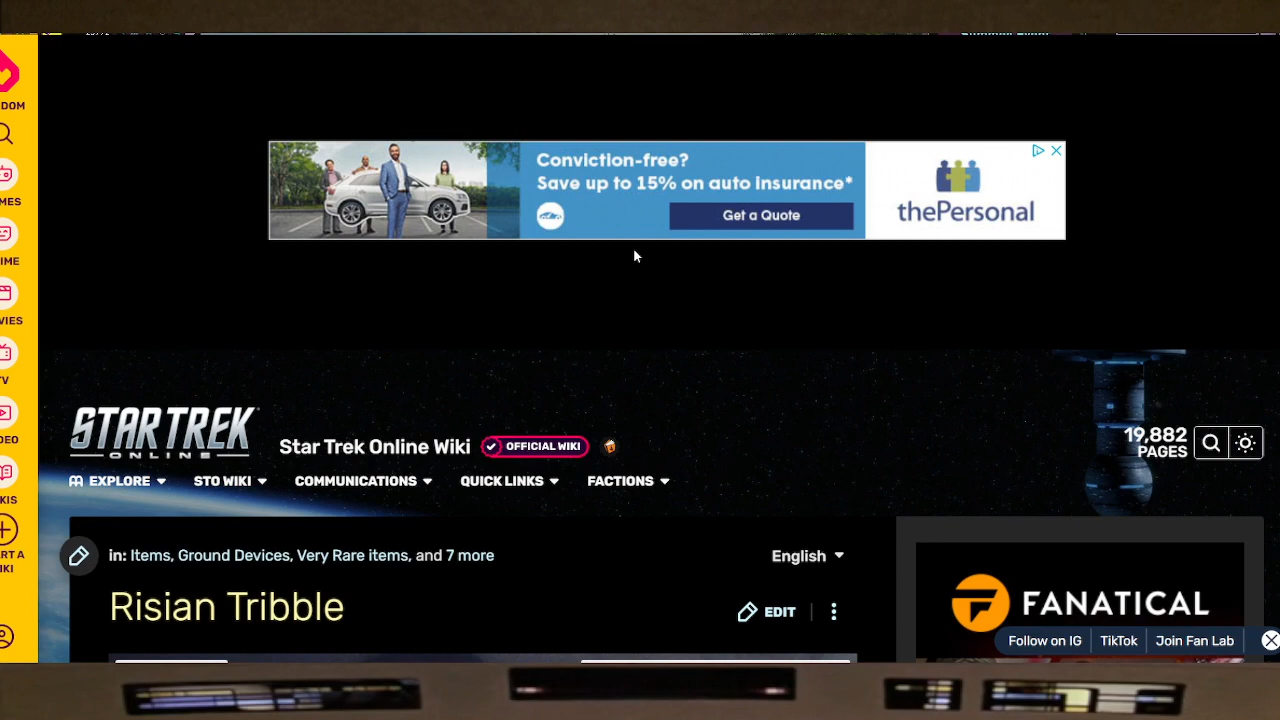 DOM
Conviction-free?
Save up to 15% on auto insurance*
Get a Quote
thePersonal
MES
IME
VIES
TV
DEO
KIS
RT A
IKI
STAR TREK
ONLINE
Star Trek Online Wiki
OFFICIAL WIKI
19,882
PAGES
EXPLORE
STO WIKI
COMMUNICATIONS
QUICK LINKS
FACTIONS
in: Items, Ground Devices, Very Rare items, and 7 more
English
Risian Tribble
EDIT
FANATICAL
Follow on IG
TikTok
Join Fan Lab